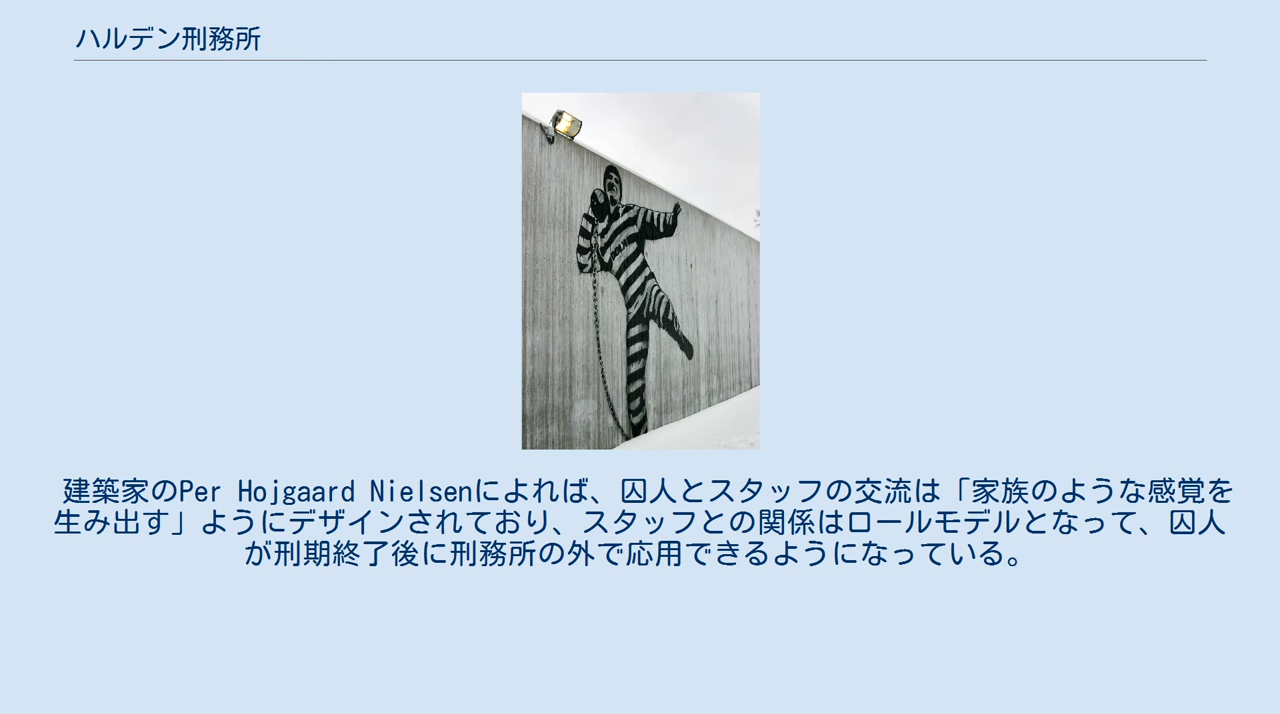 ハルデン刑務所
建築家のPer Hojgaard Nielsenによれば、囚人とスタッフの交流は「家族のような感覚を
生み出す」ようにデザインされており、スタッフとの関係はロールモデルとなって、囚人
が刑期終了後に刑務所の外で応用できるようになっている。